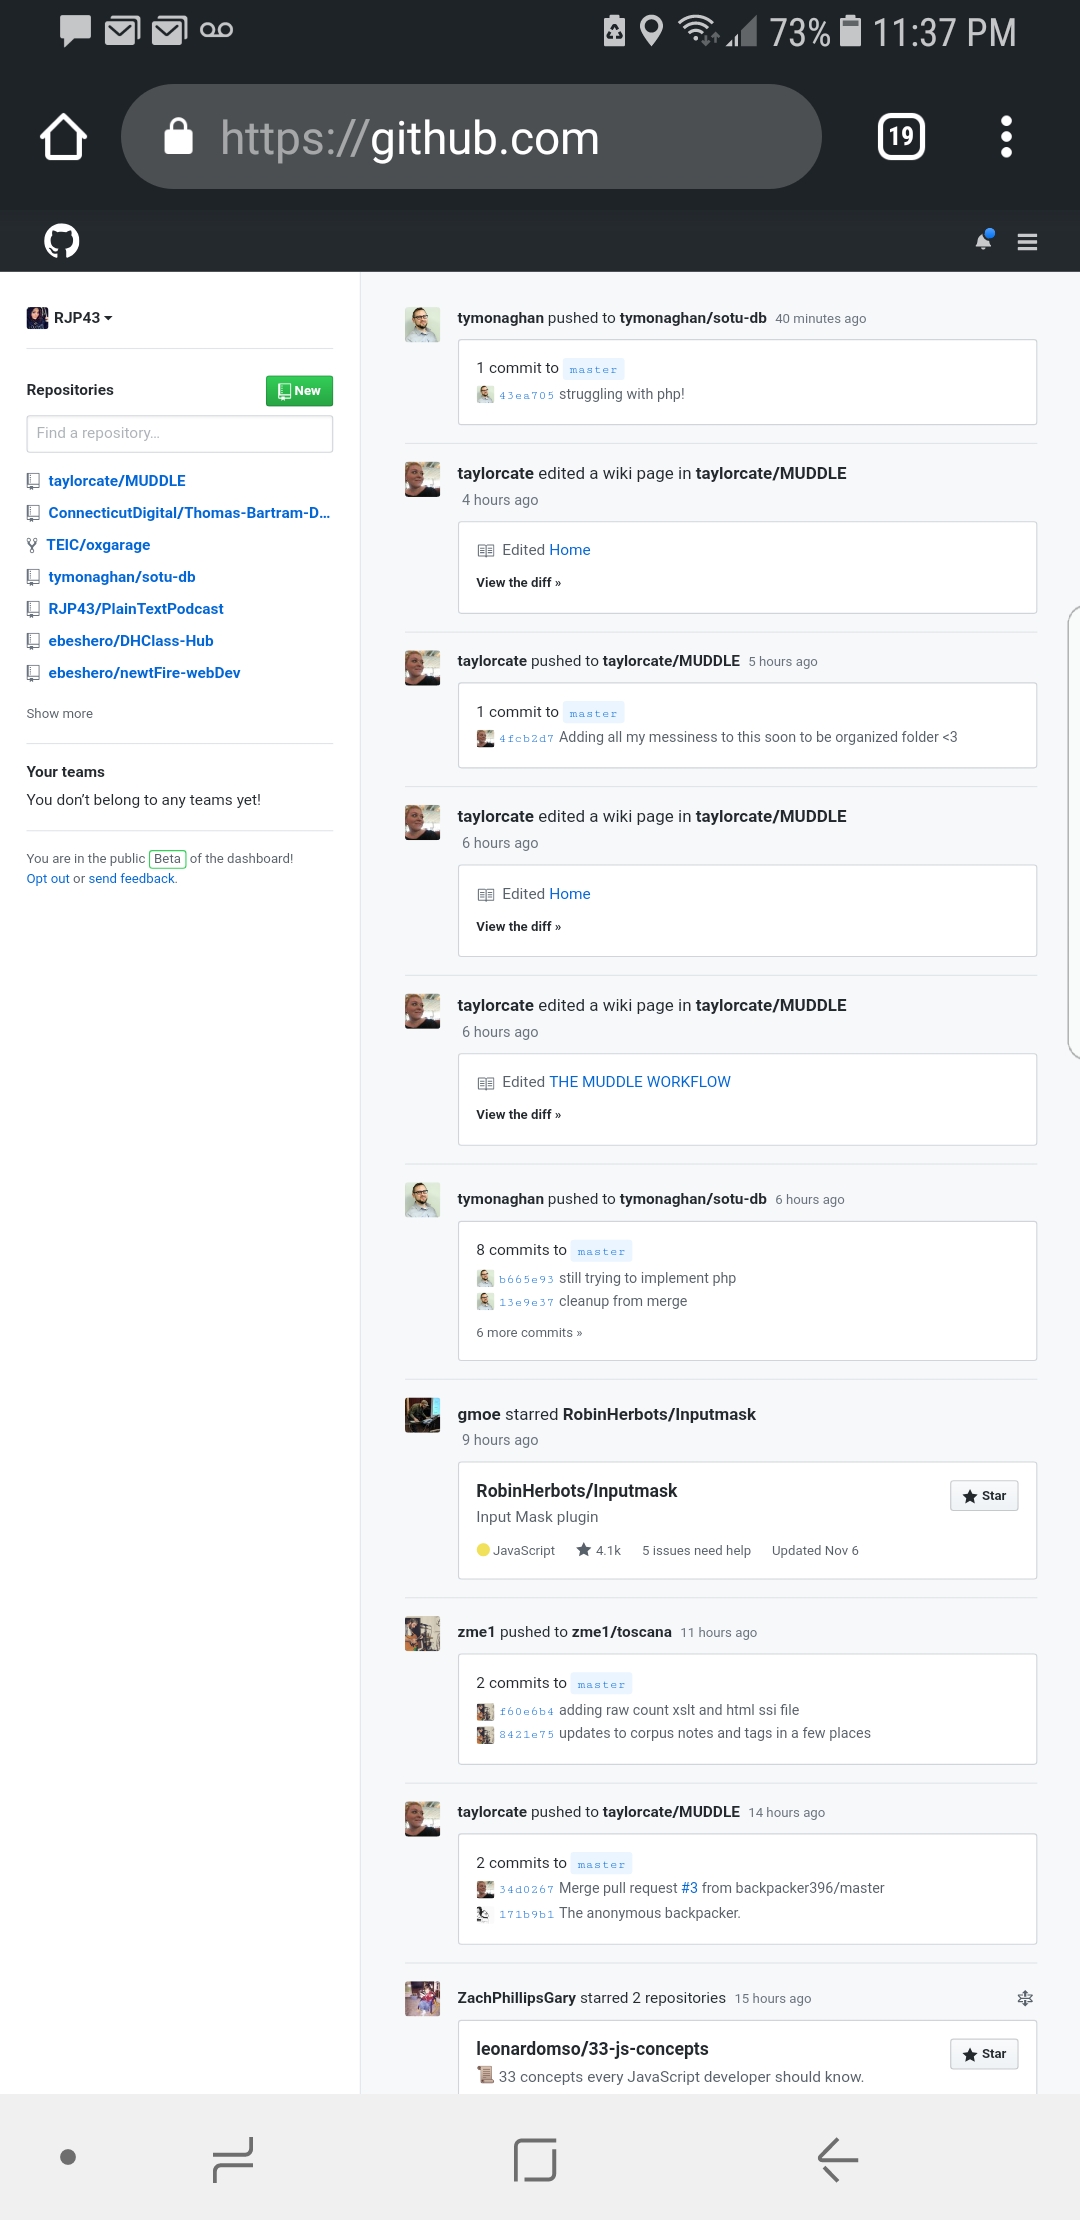 73% 11:37 PM
https://github.com
19
RJP43
Repositories
New
Find a repository...
taylorcate/MUDDLE
ConnecticutDigital/Thomas-Bartram-D...
TEIC/oxgarage
tymonaghan/sotu-db
RJP43/PlainTextPodcast
ebeshero/DHClass-Hub
ebeshero/newtFire-webDev
Show more
Your teams
You don't belong to any teams yet!
You are in the public Beta of the dashboard!
Opt out or send feedback.
tymonaghan pushed to tymonaghan/sotu-db 40 minutes ago
1 commit to master
43ea705 struggling with php!
taylorcate edited a wiki page in taylorcate/MUDDLE
4 hours ago
Edited Home
View the diff »
taylorcate pushed to taylorcate/MUDDLE 5 hours ago
1 commit to master
4fcb2d7 Adding all my messiness to this soon to be organized folder <3
taylorcate edited a wiki page in taylorcate/MUDDLE
6 hours ago
Edited Home
View the diff »
taylorcate edited a wiki page in taylorcate/MUDDLE
6 hours ago
Edited THE MUDDLE WORKFLOW
View the diff »
tymonaghan pushed to tymonaghan/sotu-db 6 hours ago
8 commits to master
b665e93 still trying to implement php
13e9e37 cleanup from merge
6 more commits »
gmoe starred RobinHerbots/Inputmask
9 hours ago
RobinHerbots/Inputmask
Star
Input Mask plugin
JavaScript 4.1k 5 issues need help Updated Nov 6
zme1 pushed to zme1/toscana 11 hours ago
2 commits to master
f60e6b4 adding raw count xslt and html ssi file
8421e75 updates to corpus notes and tags in a few places
taylorcate pushed to taylorcate/MUDDLE 14 hours ago
2 commits to master
34d0267 Merge pull request #3 from backpacker396/master
171b9b1 The anonymous backpacker.
ZachPhillipsGary starred 2 repositories 15 hours ago
leonardomso/33-js-concepts
Star
33 concepts every JavaScript developer should know.